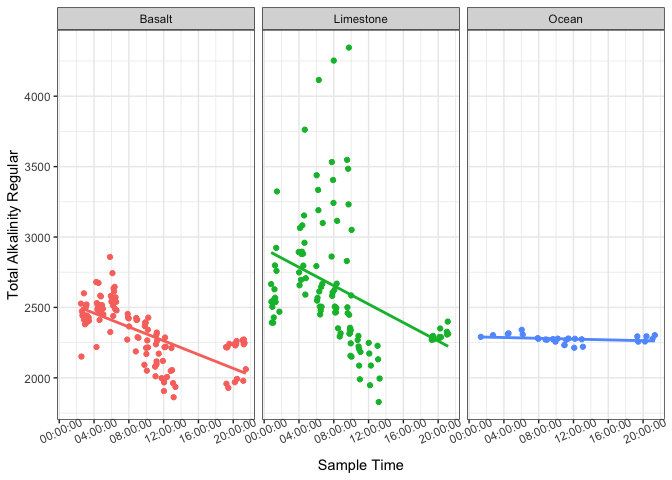 Basalt Limestone Ocean
Total Alkalinity Regular
4000
3500
3000
2500
2000
00:00:00 04:00:00 08:00:00 12:00:00 16:00:00 20:00:00 00:00:00 04:00:00 08:00:00 12:00:00 16:00:00 20:00:00 00:00:00 04:00:00 08:00:00 12:00:00 16:00:00 20:00:00
Sample Time